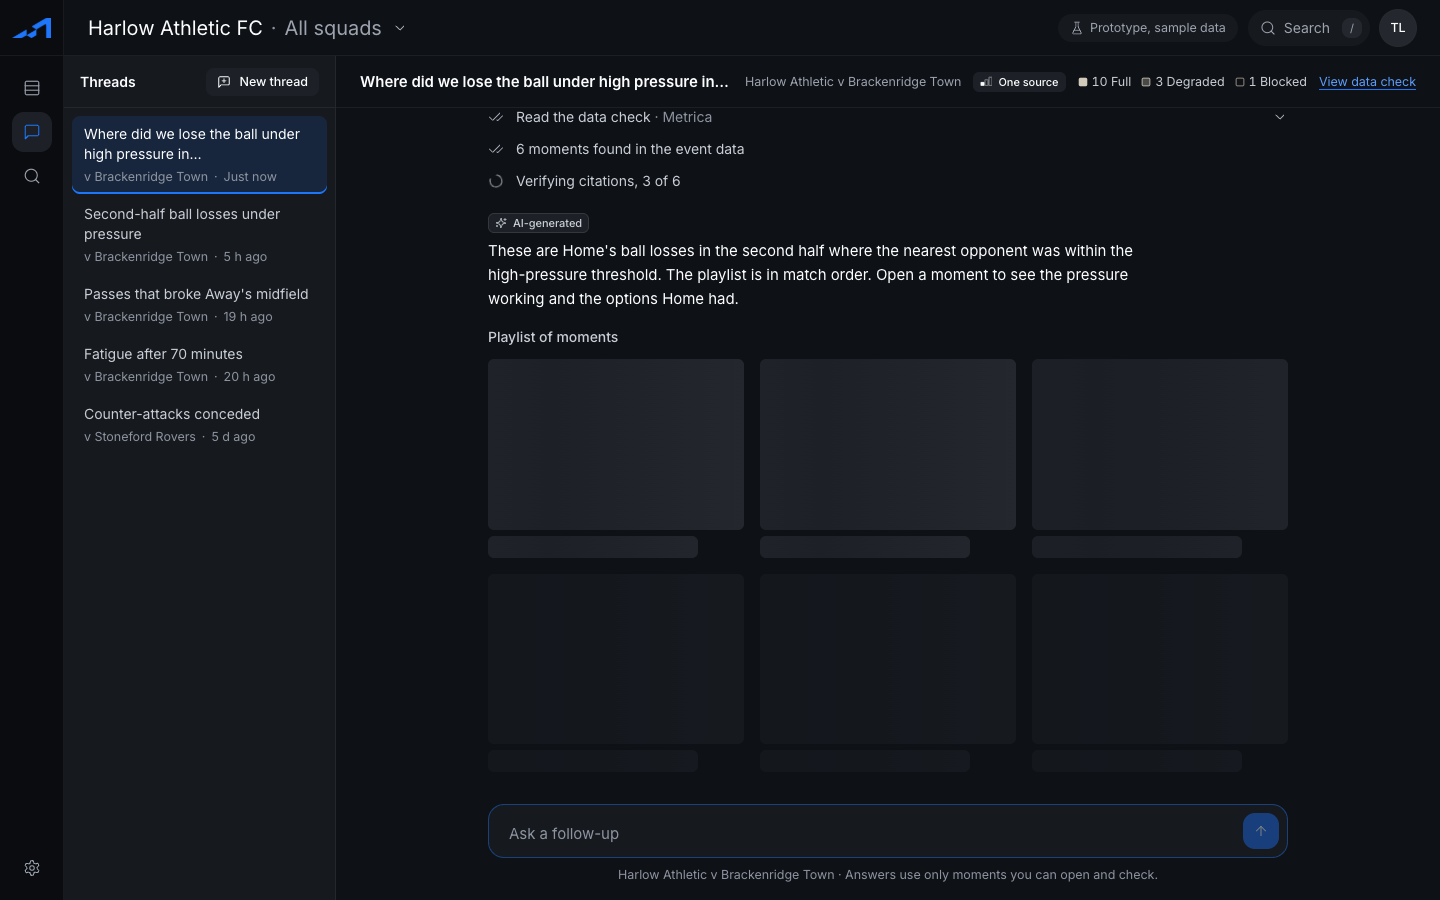 Harlow Athletic FC · All squads
Prototype, sample data
Search /
TL
Threads
New thread
Where did we lose the ball under high pressure in...
v Brackenridge Town · Just now
Second-half ball losses under pressure
v Brackenridge Town · 5 h ago
Passes that broke Away's midfield
v Brackenridge Town · 19 h ago
Fatigue after 70 minutes
v Brackenridge Town · 20 h ago
Counter-attacks conceded
v Stoneford Rovers · 5 d ago
Where did we lose the ball under high pressure in...
Harlow Athletic v Brackenridge Town
One source
10 Full
3 Degraded
1 Blocked
View data check
Read the data check · Metrica
6 moments found in the event data
Verifying citations, 3 of 6
AI-generated
These are Home's ball losses in the second half where the nearest opponent was within the
high-pressure threshold. The playlist is in match order. Open a moment to see the pressure
working and the options Home had.
Playlist of moments
Ask a follow-up
Harlow Athletic v Brackenridge Town · Answers use only moments you can open and check.